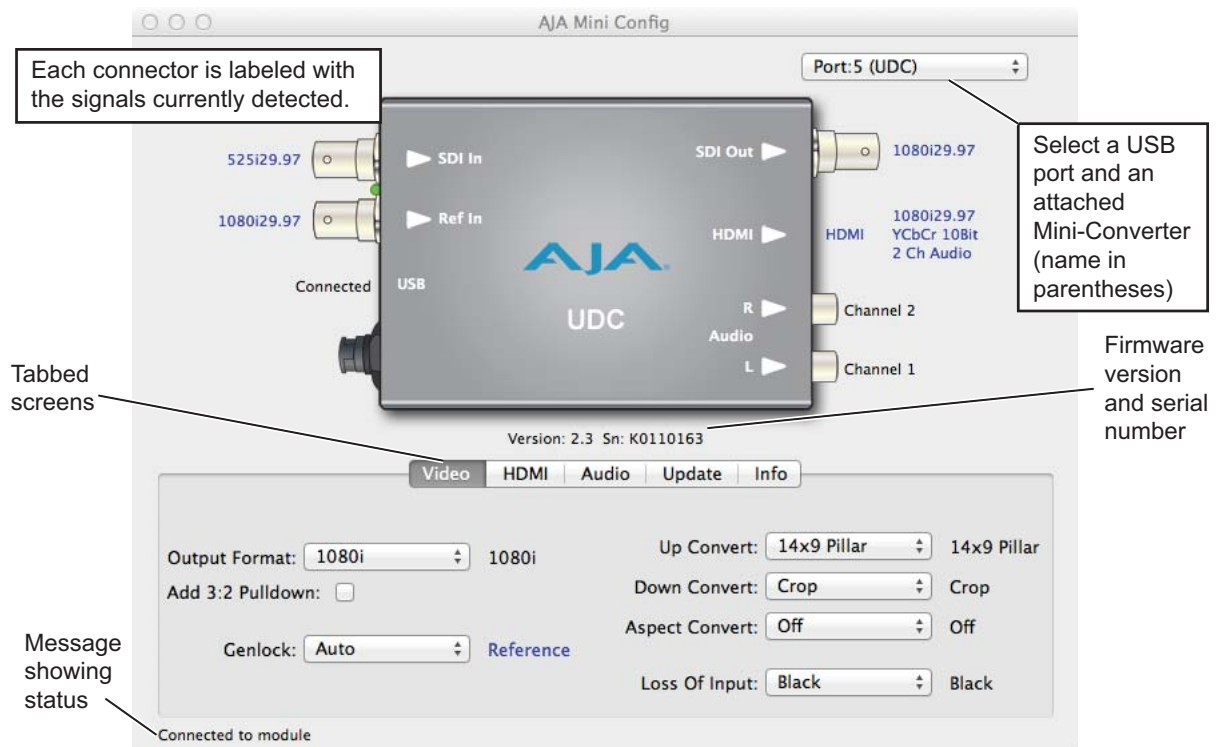 AJA Mini Config
Each connector is labeled with
the signals currently detected.
Port:5 (UDC)
Select a USB
port and an
attached
Mini-Converter
(name in
parentheses)
525i29.97
SDI In
SDI Out
1080i29.97
1080i29.97
Ref In
HDMI
HDMI
1080i29.97
YCbCr 10Bit
2 Ch Audio
Connected
USB
AJA
UDC
R
Channel 2
Audio
L
Channel 1
Tabbed
screens
Firmware
version
and serial
number
Version: 2.3 Sn: K0110163
Video HDMI Audio Update Info
Output Format: 1080i 1080i
Add 3:2 Pulldown:
Genlock: Auto Reference
Up Convert: 14x9 Pillar 14x9 Pillar
Down Convert: Crop Crop
Aspect Convert: Off Off
Loss Of Input: Black Black
Message
showing
status
Connected to module